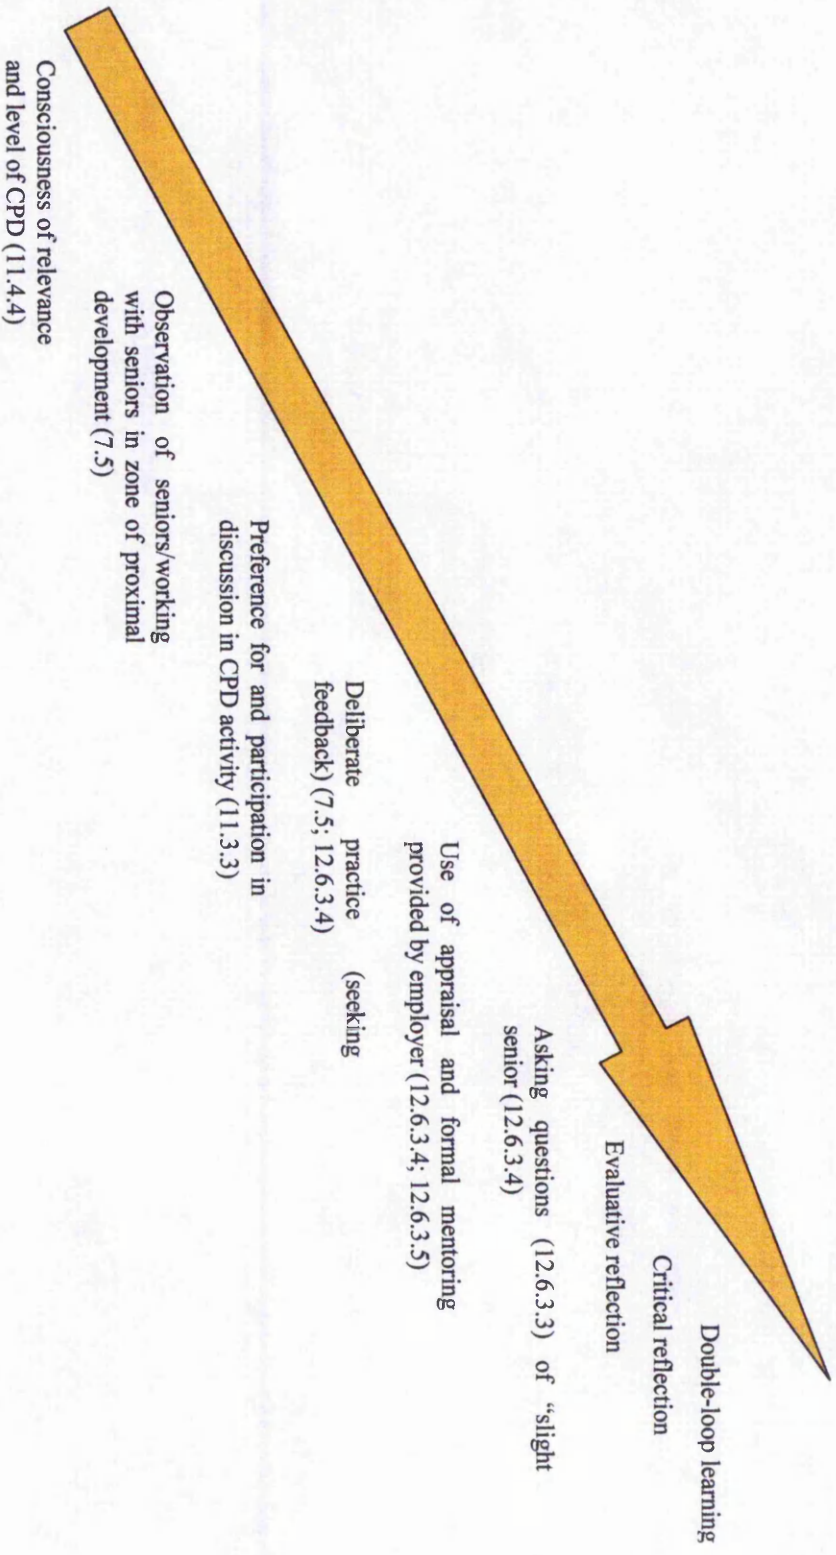 Double-loop learning
Critical reflection
Evaluative reflection
Asking questions (12.6.3.3) of “slight
senior (12.6.3.4)
Use of appraisal and formal mentoring
provided by employer (12.6.3.4; 12.6.3.5)
Deliberate practice (seeking
feedback) (7.5; 12.6.3.4)
Preference for and participation in
discussion in CPD activity (11.3.3)
Observation of seniors/working
with seniors in zone of proximal
development (7.5)
Consciousness of relevance
and level of CPD (11.4.4)